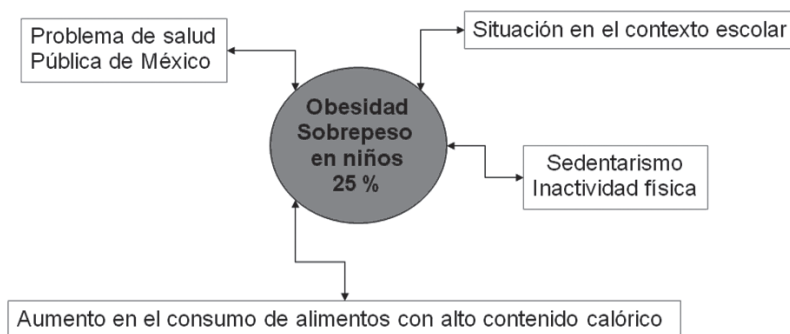 Problema de salud
Pública de México
Situación en el contexto escolar
Obesidad
Sobrepeso
en niños
25 %
Sedentarismo
Inactividad física
Aumento en el consumo de alimentos con alto contenido calórico